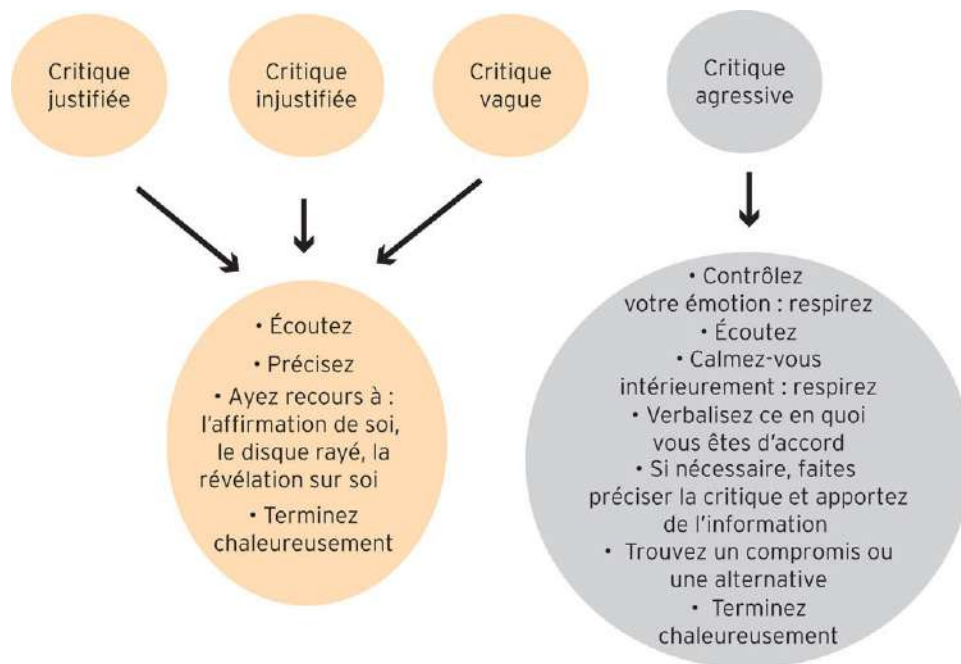 Critique
justifiée
Critique
injustifiée
Critique
vague
Critique
agressive
• Écoutez
• Précisez
• Ayez recours à :
l'affirmation de soi,
le disque rayé, la
révélation sur soi
• Terminez
chaleureusement
• Contrôlez
votre émotion : respirez
• Écoutez
• Calmez-vous
intérieurement : respirez
• Verbalisez ce en quoi
vous êtes d'accord
• Si nécessaire, faites
préciser la critique et apportez
de l'information
• Trouvez un compromis ou
une alternative
• Terminez
chaleureusement